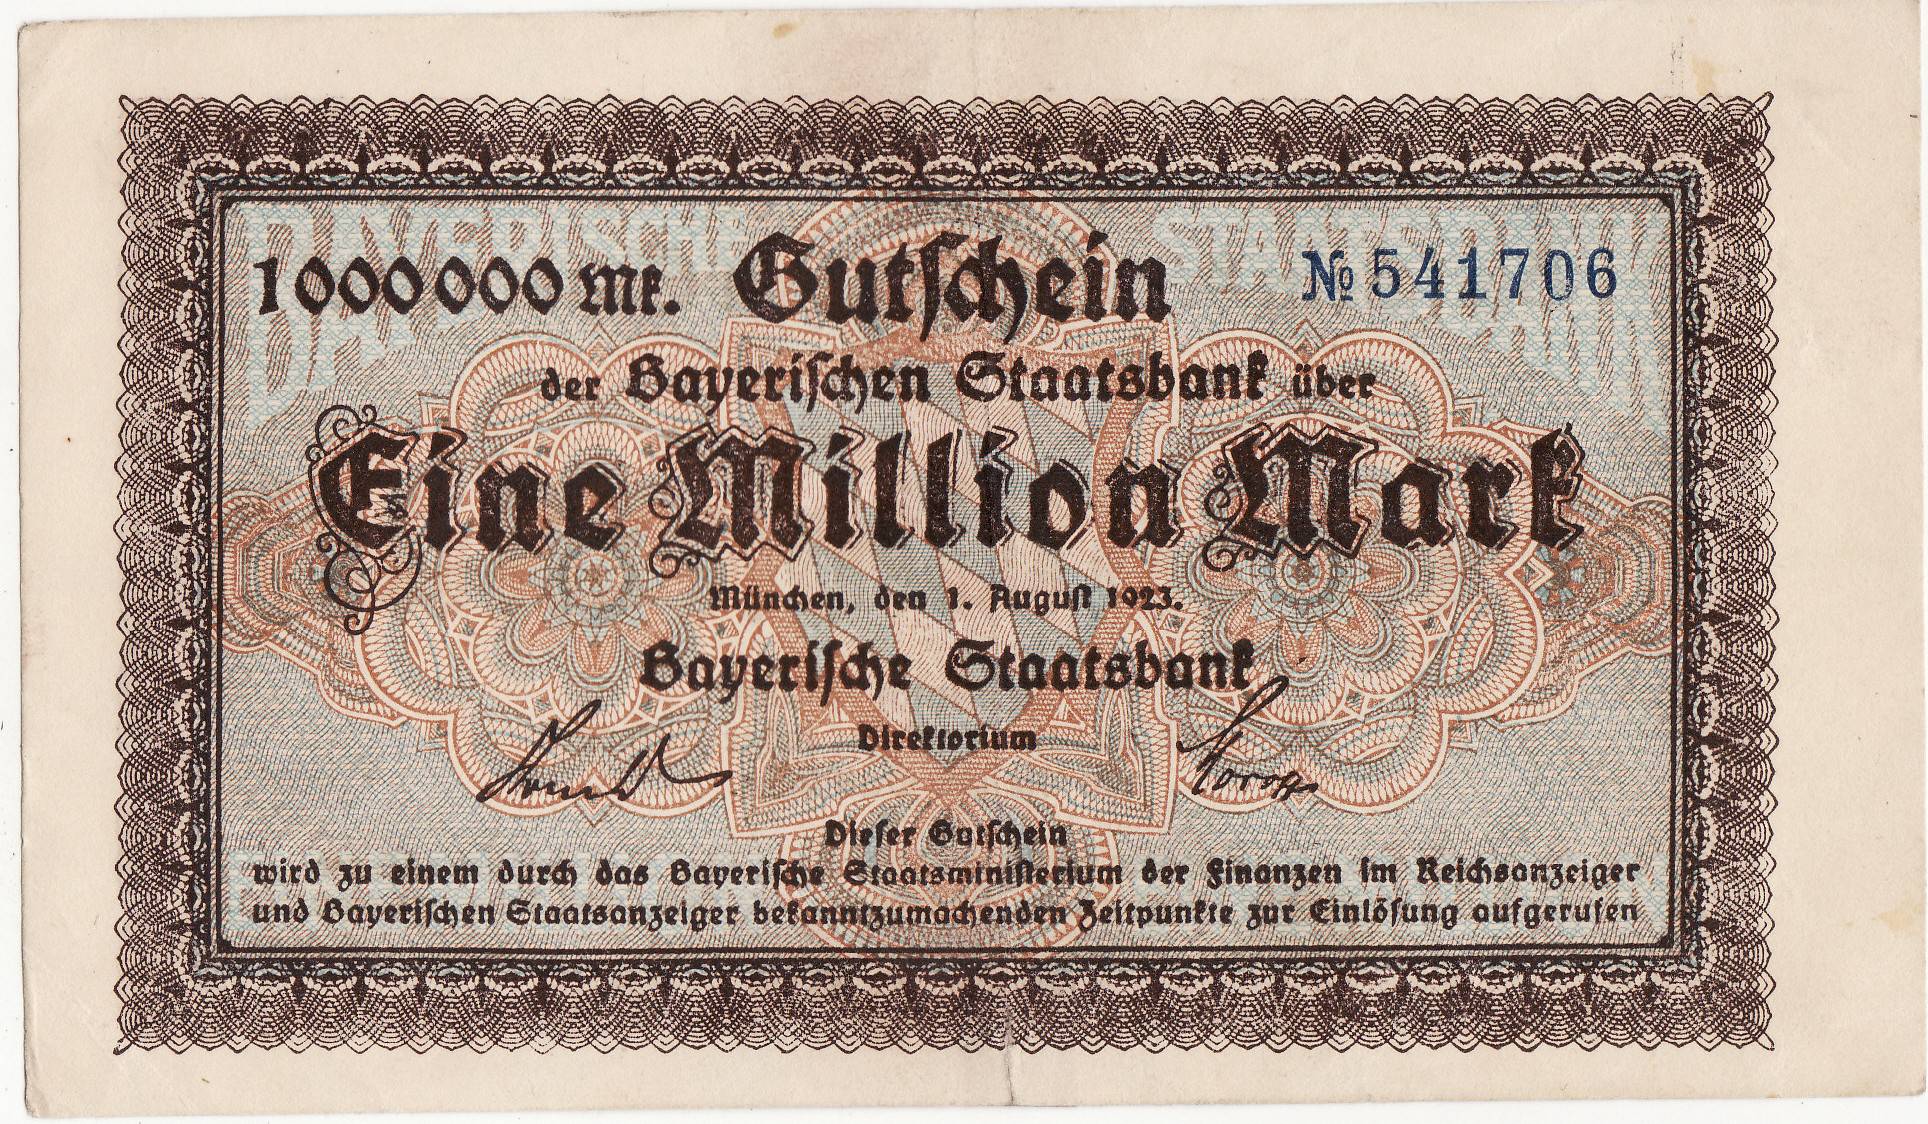 BAYERISCHE STAATSBANK
1000000 Mk. Gutschein № 541706
der Bayerischen Staatsbank über
Eine Million Mark
München, den 1. August 1923.
Bayerische Staatsbank
Direktorium
Dieser Gutschein
wird zu einem durch das Bayerische Staatsministerium der Finanzen im Reichsanzeiger
und Bayerischen Staatsanzeiger bekanntzumachenden Zeitpunkte zur Einlösung aufgerufen